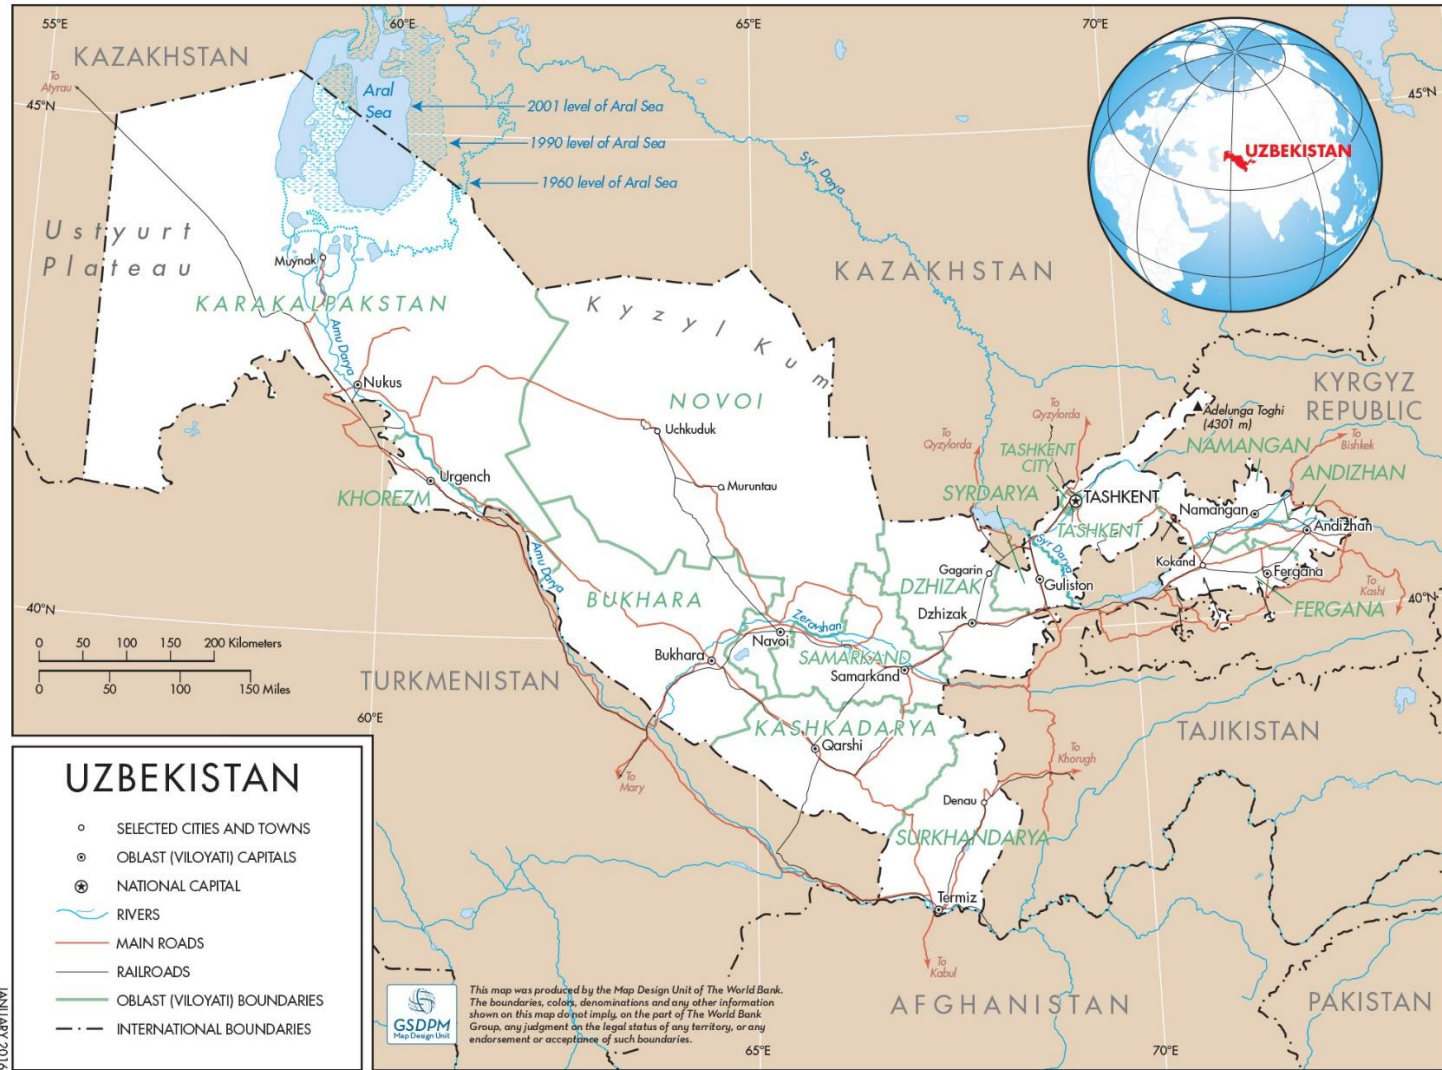 55°E
60°E
65°E
70°E
KAZAKHSTAN
To
Atyrau
45°N
45°N
Aral
Sea
2001 level of Aral Sea
1990 level of Aral Sea
1960 level of Aral Sea
Syr Darya
UZBEKISTAN
Ustyurt
Plateau
Muynak
KARAKALPAKSTAN
Amu Darya
KAZAKHSTAN
Kyzyl Kum
Nukus
NOVOI
Uchkuduk
Muruntau
Urgench
KHOREZM
Amu Darya
To
Qyzylorda
To
Qyzylorda
KYRGYZ
REPUBLIC
Adelunga Toghi
(4301 m)
To
Bishkek
TASHKENT
CITY
NAMANGAN
ANDIZHAN
SYRDARYA
TASHKENT
Namangan
Andizhan
TASHKENT
Syr Darya
Kokand
Fergana
Gagarin
Guliston
DZHIZAK
To
Kashi
FERGANA
40°N
40°N
Dzhizak
BUKHARA
Zeravshan
Navoi
Bukhara
SAMARKAND
Samarkand
0 50 100 150 200 Kilometers
0 50 100 150 Miles
TURKMENISTAN
60°E
KASHKADARYA
Qarshi
TAJIKISTAN
To
Khorugh
To
Mary
Denau
SURKHANDARYA
Termiz
To
Kabul
AFGHANISTAN
PAKISTAN
65°E
70°E
UZBEKISTAN
SELECTED CITIES AND TOWNS
OBLAST (VILOYATI) CAPITALS
NATIONAL CAPITAL
RIVERS
MAIN ROADS
RAILROADS
OBLAST (VILOYATI) BOUNDARIES
INTERNATIONAL BOUNDARIES
GSDPM
Map Design Unit
This map was produced by the Map Design Unit of The World Bank.
The boundaries, colors, denominations and any other information
shown on this map do not imply, on the part of The World Bank
Group, any judgment on the legal status of any territory, or any
endorsement or acceptance of such boundaries.
JANUARY 2016